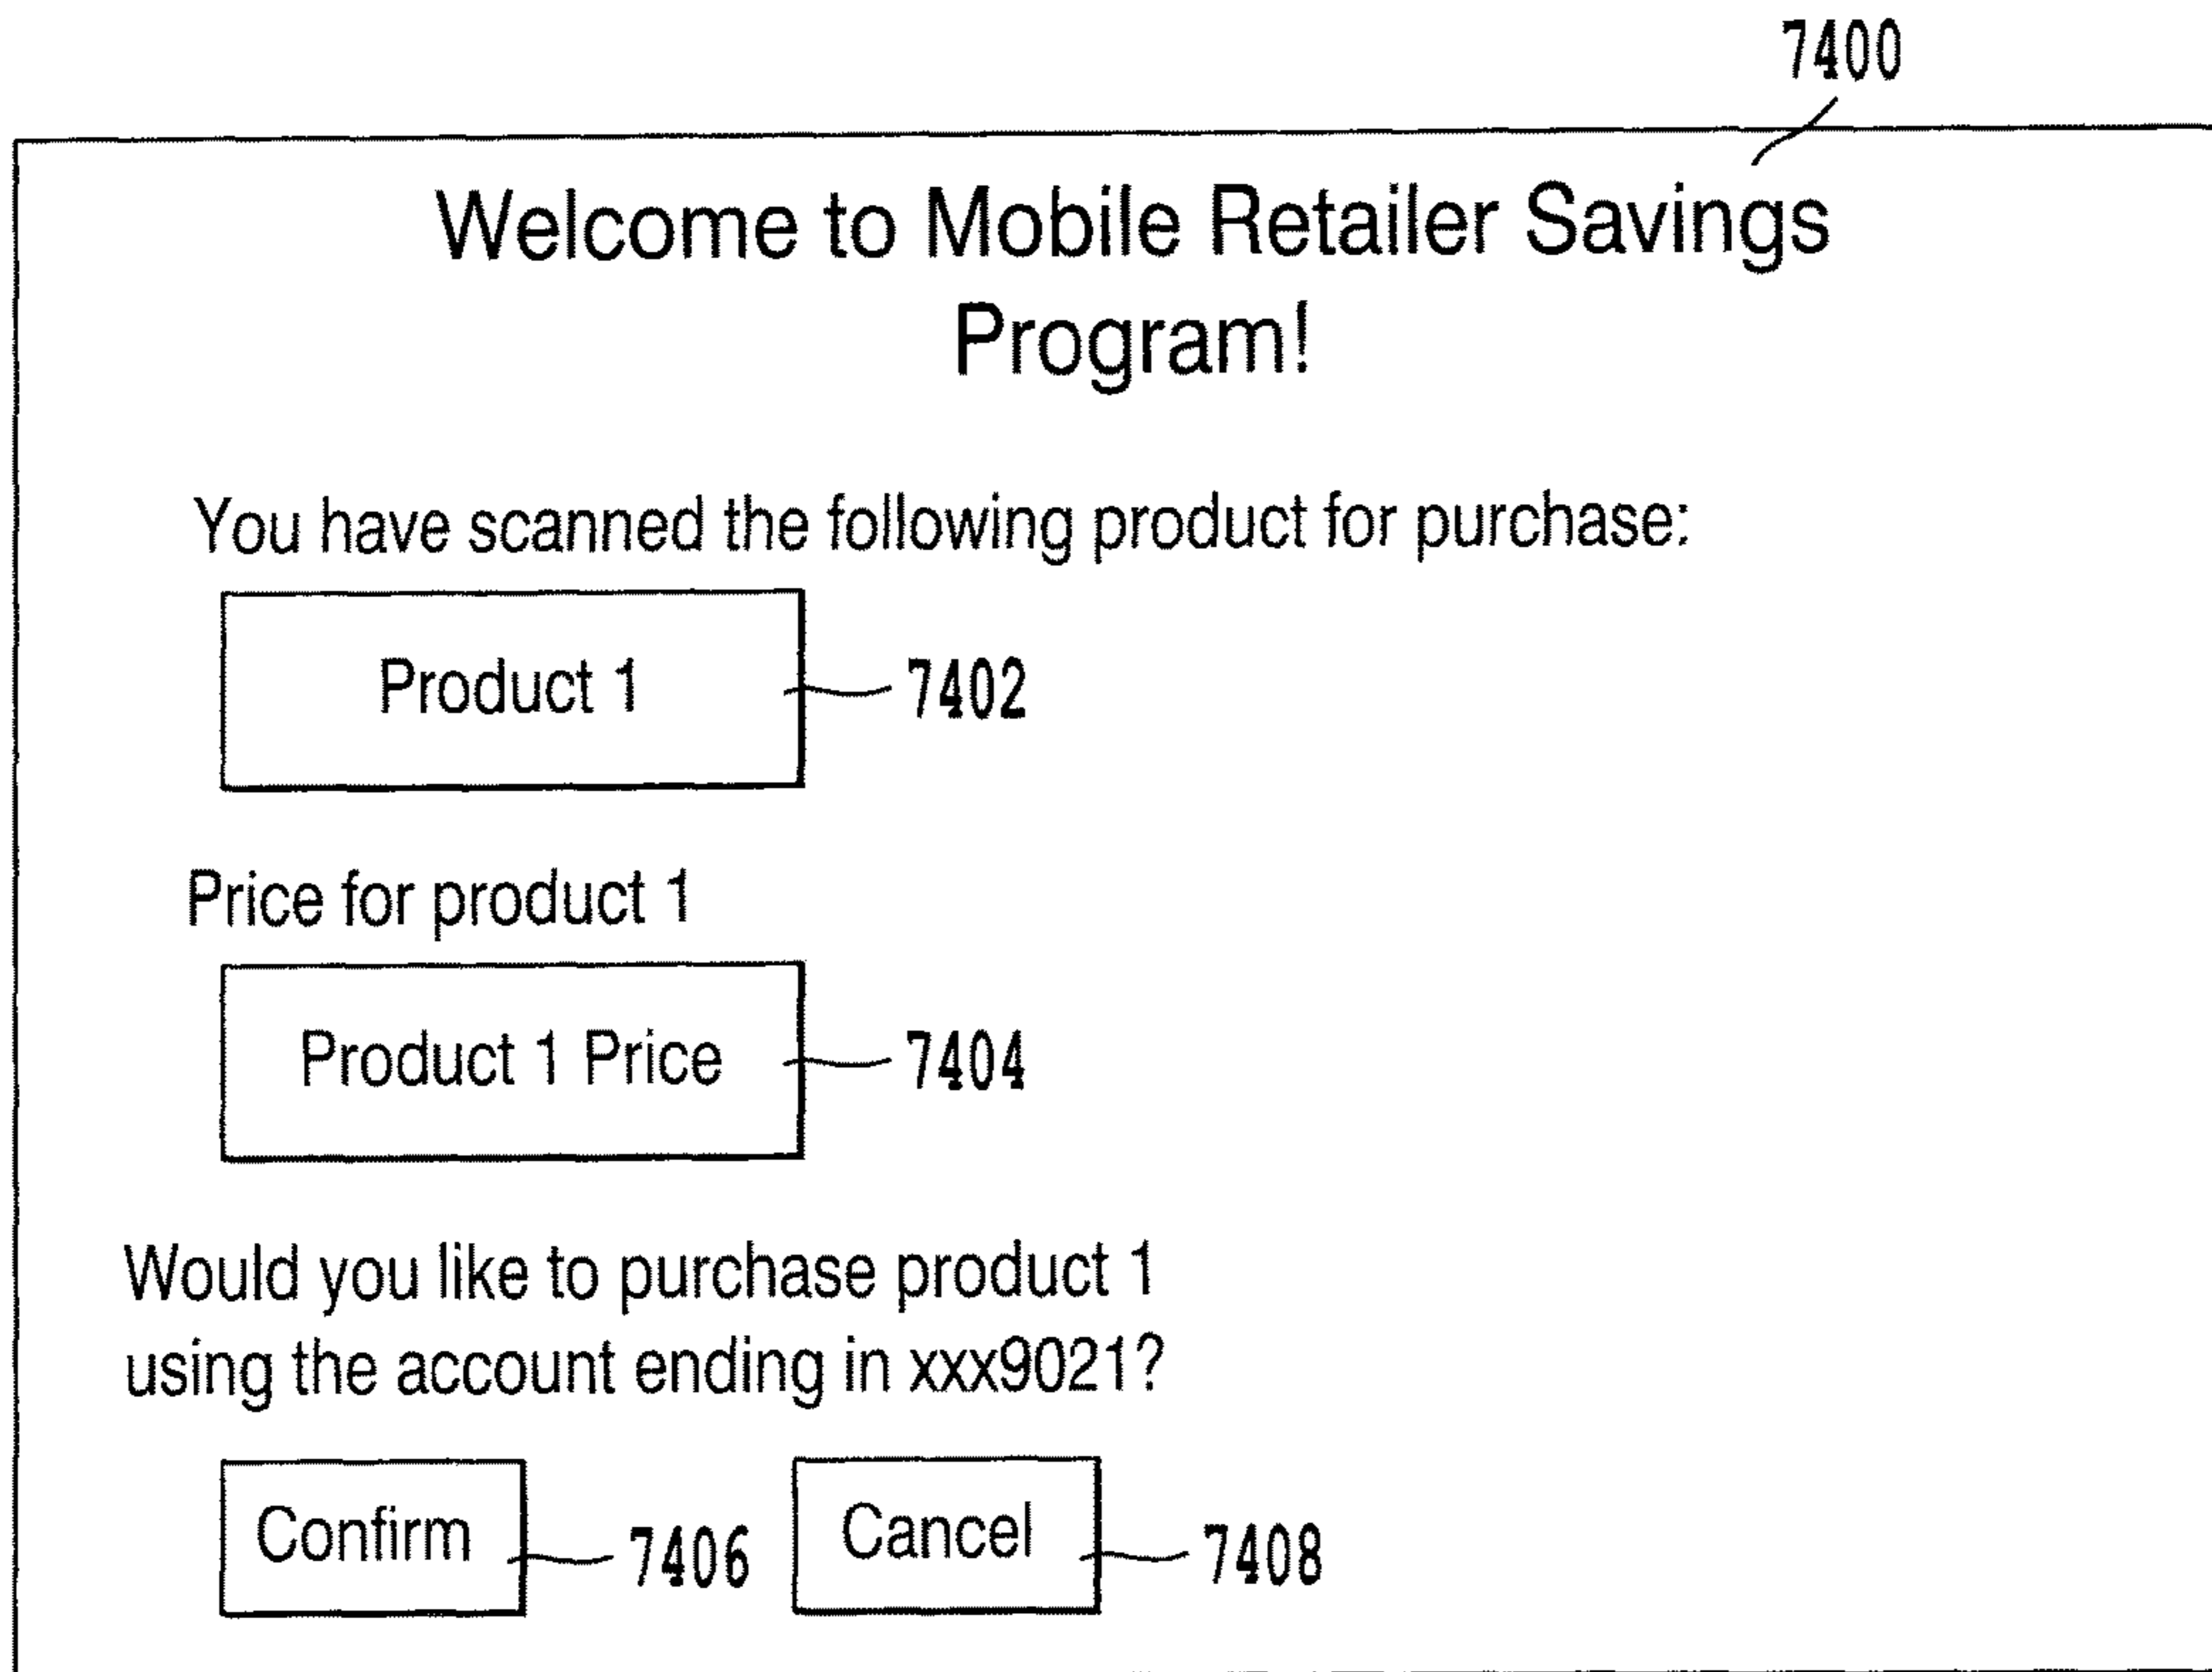 7400
Welcome to Mobile Retailer Savings
Program!
You have scanned the following product for purchase:
Product 1
7402
Price for product 1
Product 1 Price
7404
Would you like to purchase product 1
using the account ending in xxx9021?
Confirm
7406
Cancel
7408